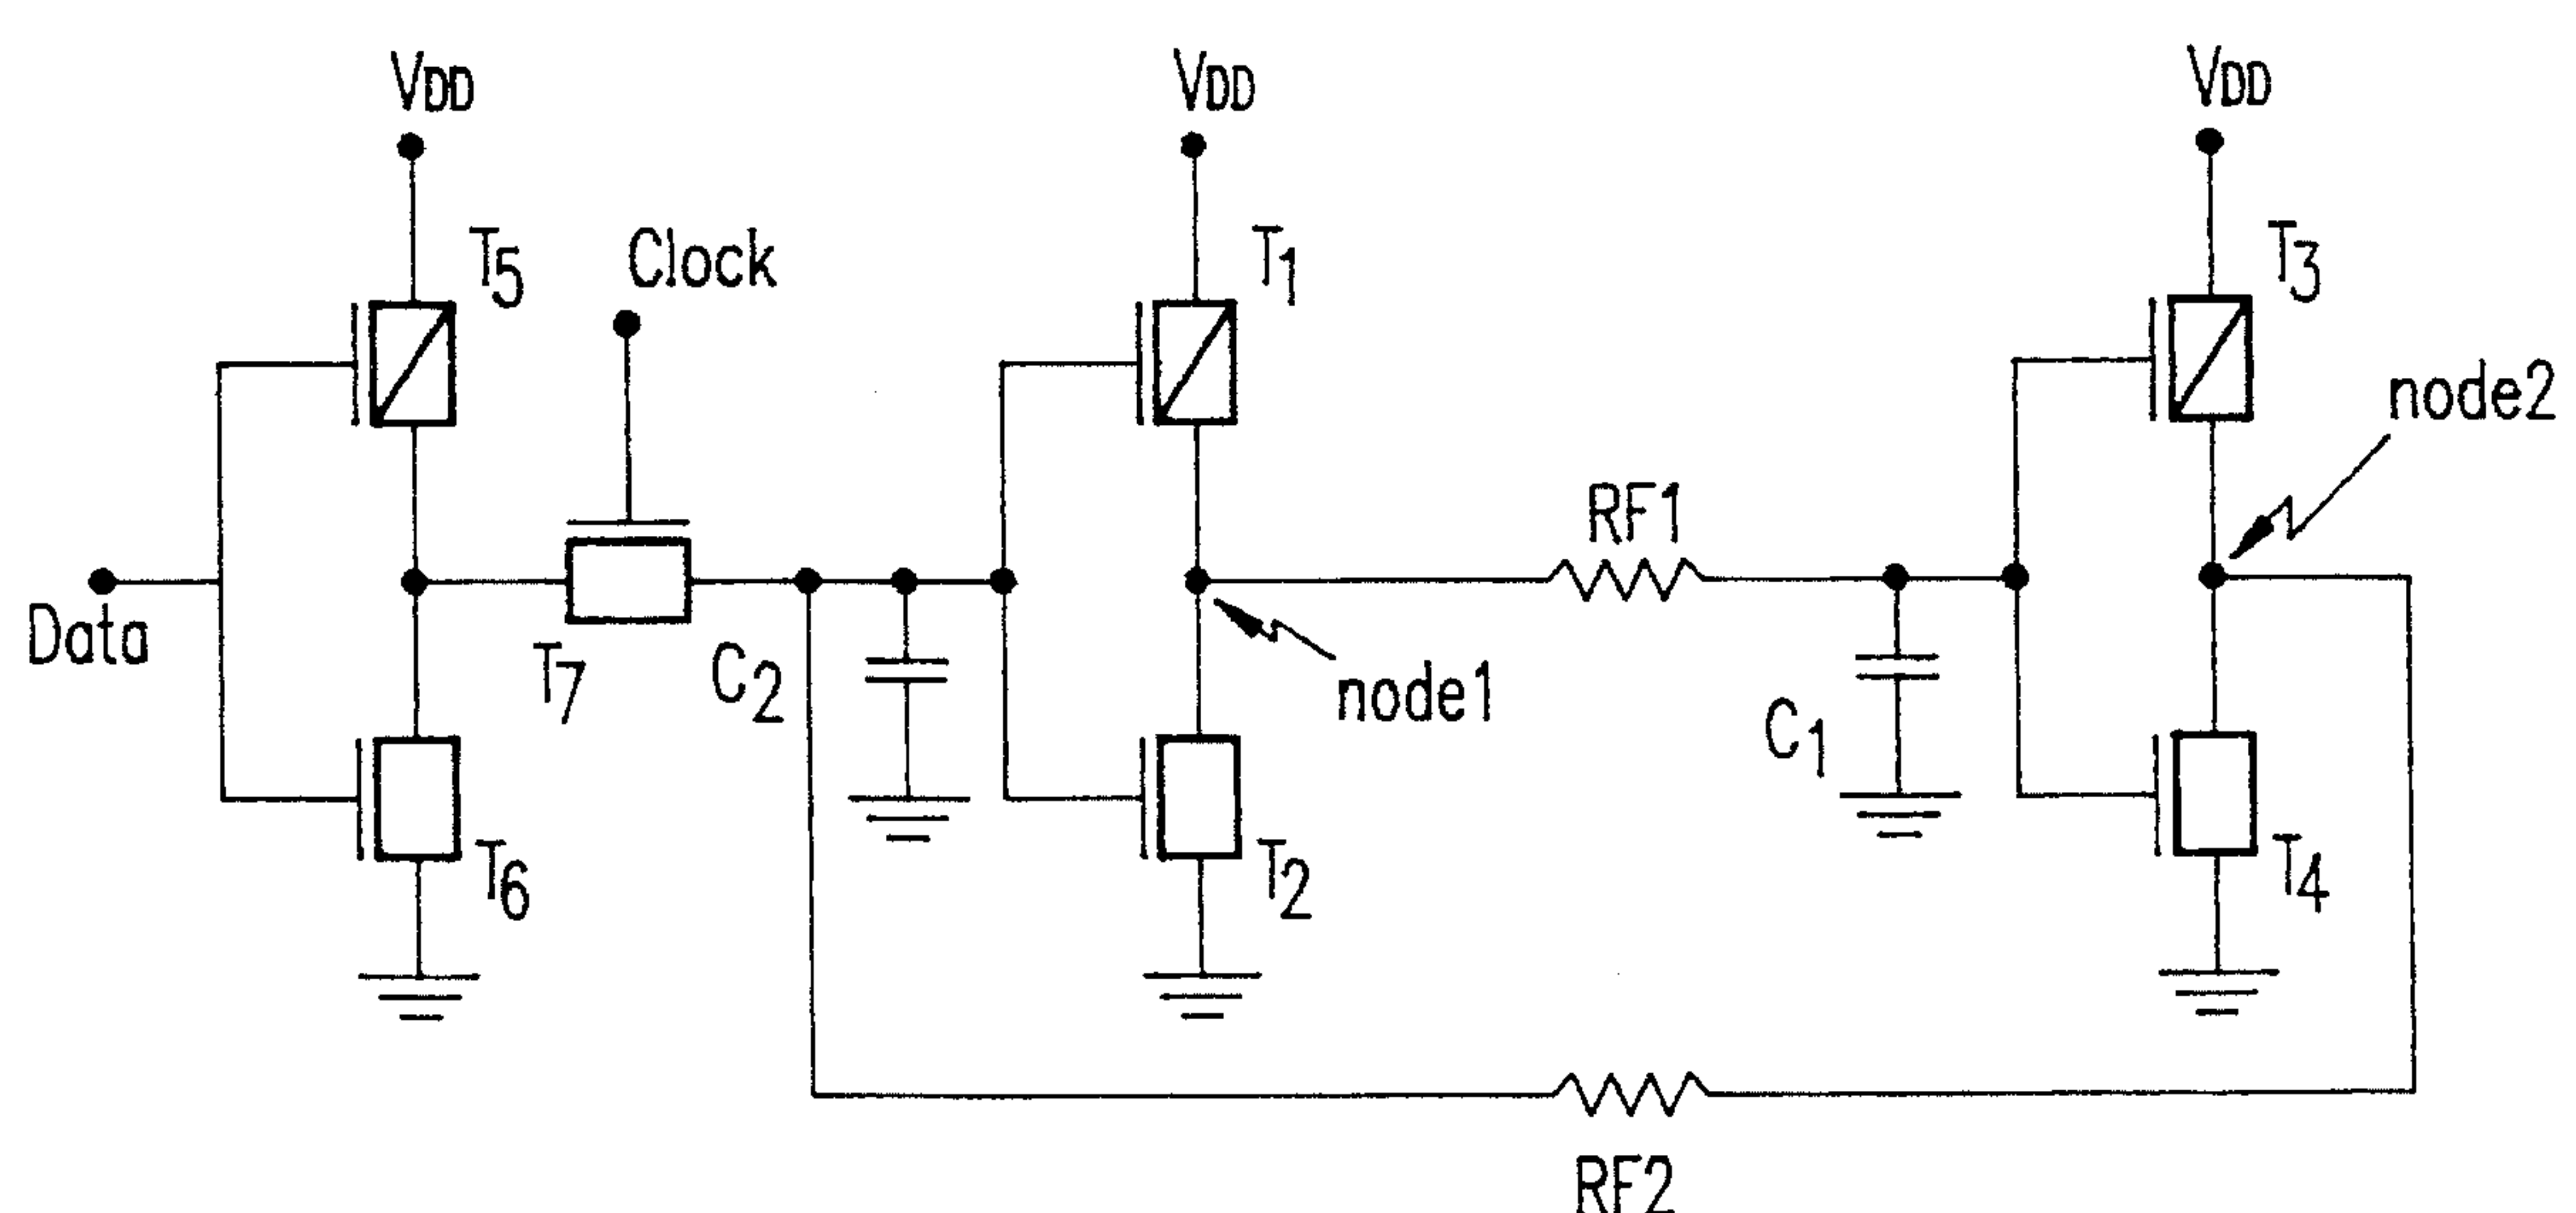 VDD
VDD
VDD
T5
Clock
T1
T3
node2
RF1
Data
T7
C2
node1
C1
T6
T2
T4
RF2